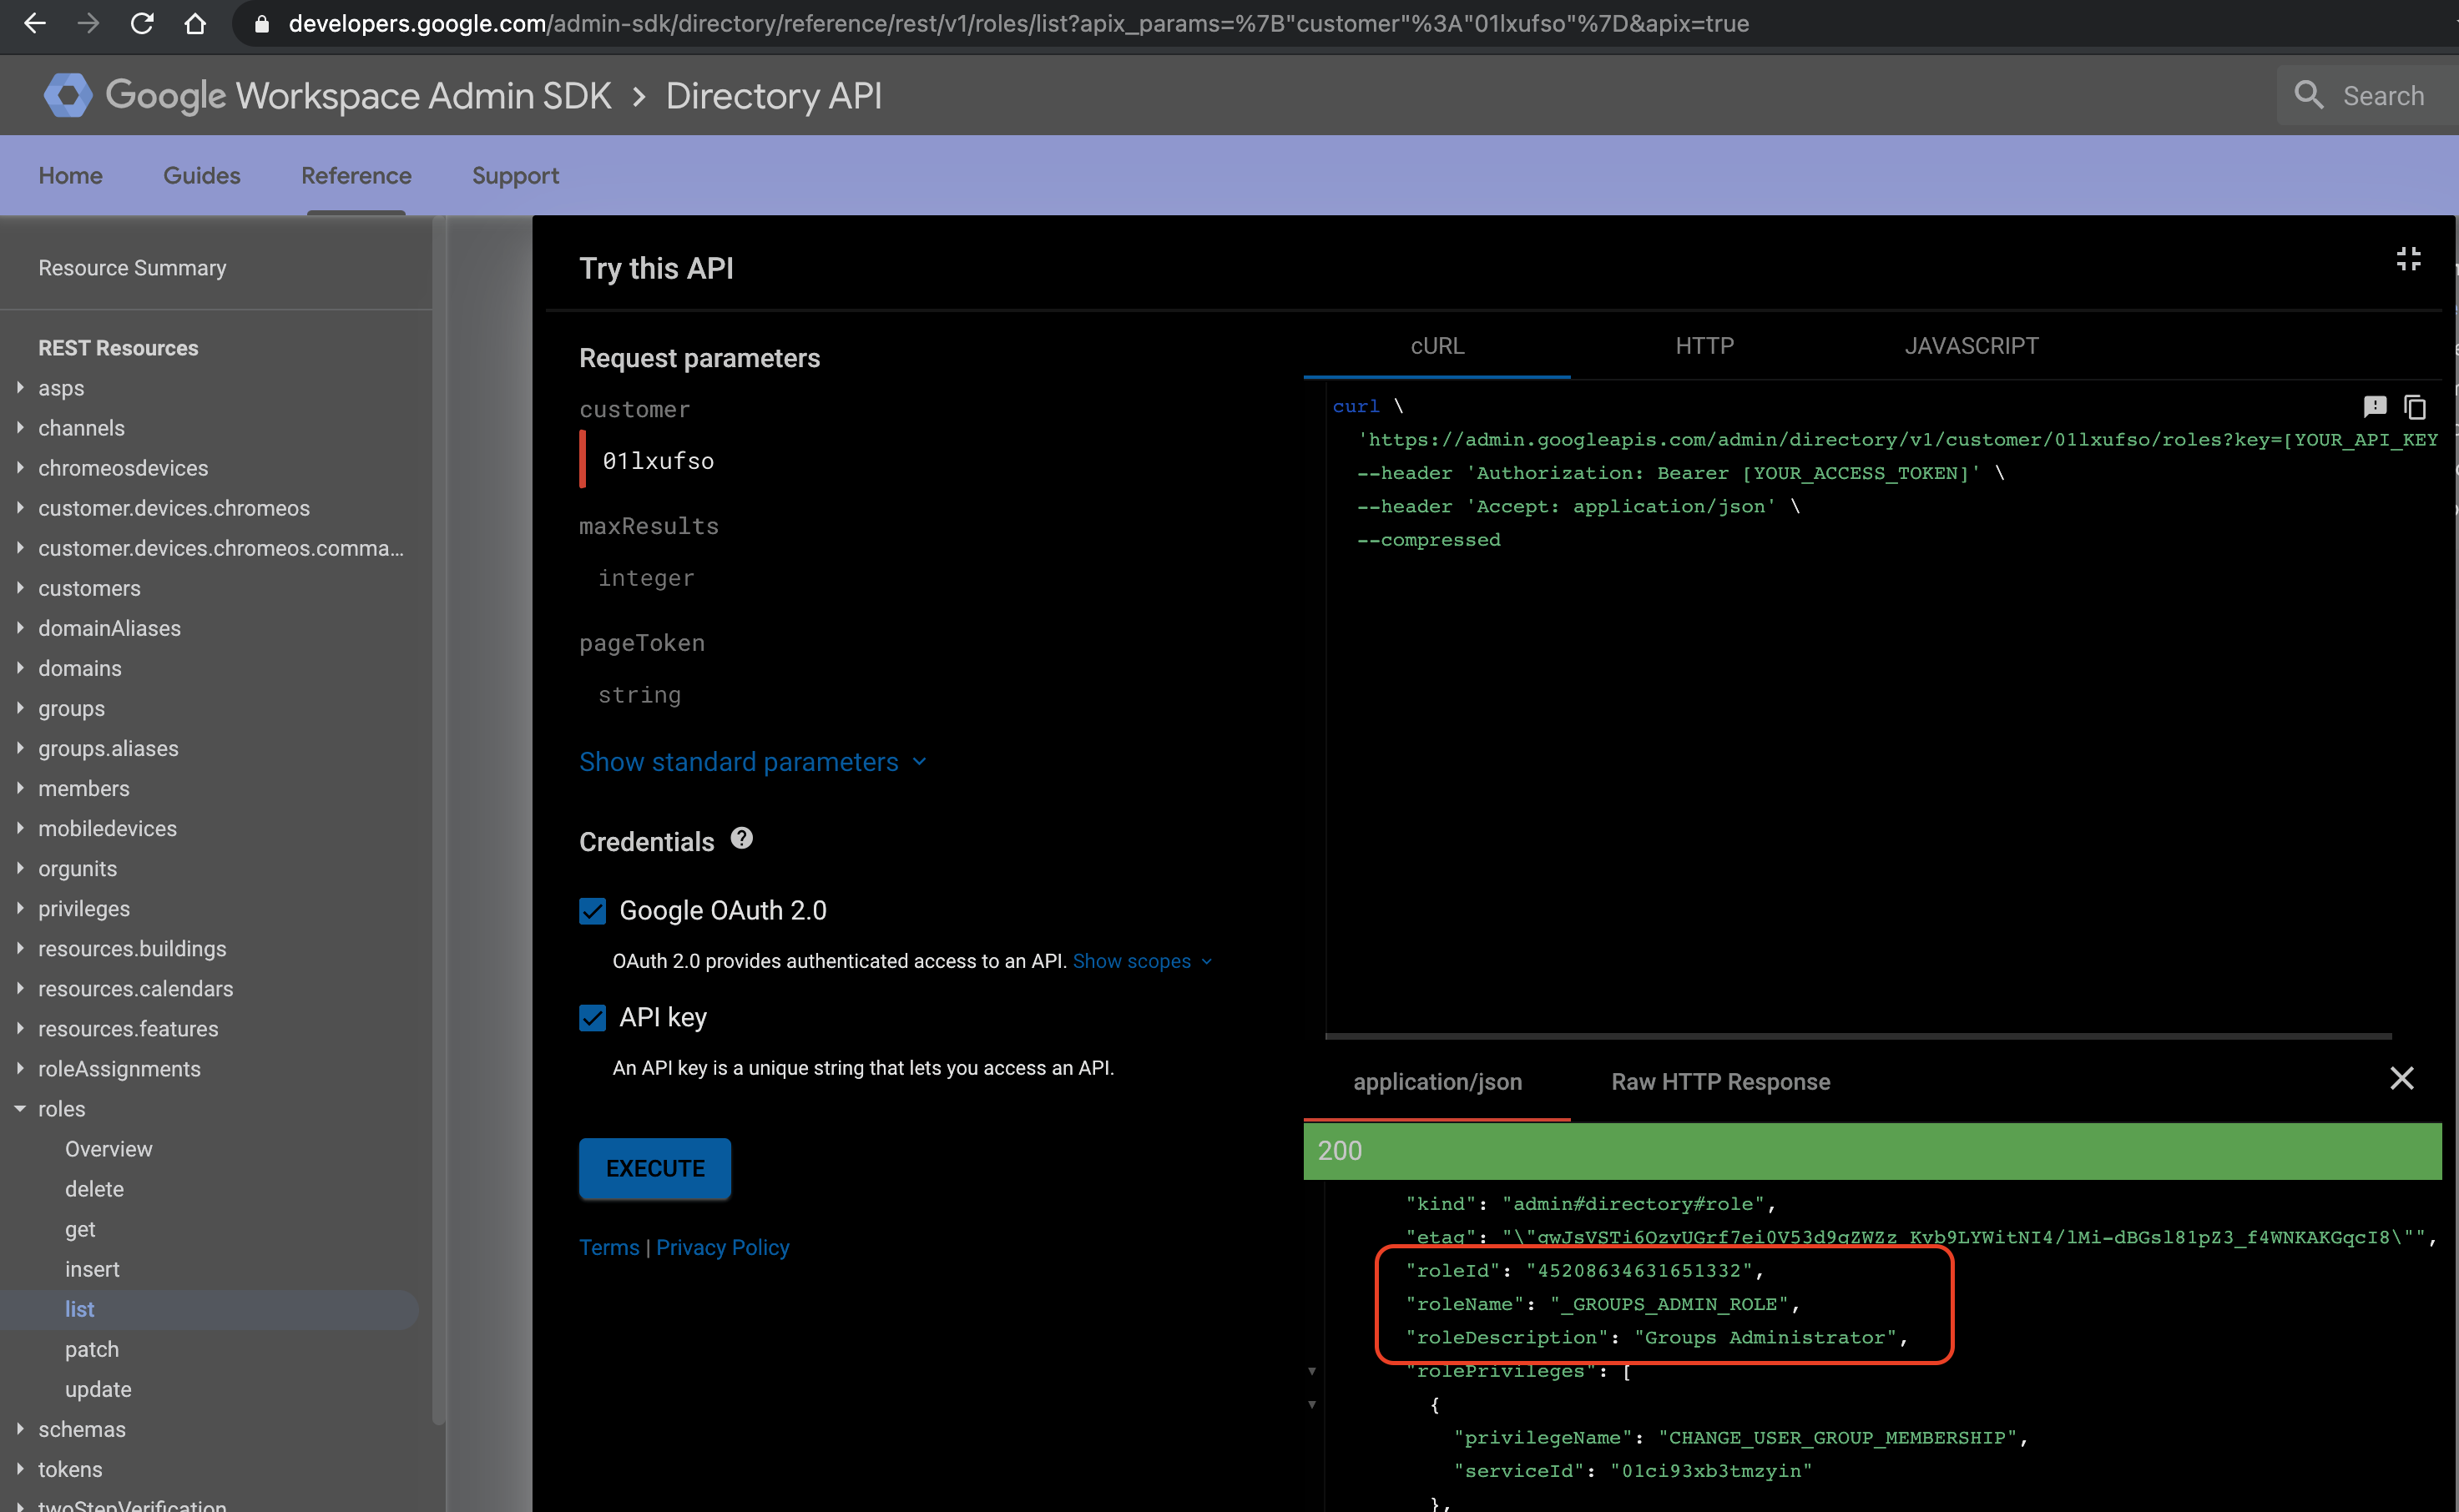 developers.google.com/admin-sdk/directory/reference/rest/v1/roles/list?apix_params=%7B"customer"%3A"01lxufso"%7D&apix=true
Google Workspace Admin SDK > Directory API
Search
Home
Guides
Reference
Support
Resource Summary
REST Resources
asps
channels
chromeosdevices
customer.devices.chromeos
customer.devices.chromeos.comma...
customers
domainAliases
domains
groups
groups.aliases
members
mobiledevices
orgunits
privileges
resources.buildings
resources.calendars
resources.features
roleAssignments
roles
Overview
delete
get
insert
list
patch
update
schemas
tokens
twoStepVerification
Try this API
Request parameters
customer
01lxufso
maxResults
integer
pageToken
string
Show standard parameters
Credentials
Google OAuth 2.0
OAuth 2.0 provides authenticated access to an API. Show scopes
API key
An API key is a unique string that lets you access an API.
EXECUTE
Terms | Privacy Policy
cURL
HTTP
JAVASCRIPT
curl \
'https://admin.googleapis.com/admin/directory/v1/customer/01lxufso/roles?key=[YOUR_API_KEY
--header 'Authorization: Bearer [YOUR_ACCESS_TOKEN]' \
--header 'Accept: application/json' \
--compressed
application/json
Raw HTTP Response
200
"kind": "admin#directory#role",
"etag":
"roleId": "45208634631651332",
"roleName": "_GROUPS_ADMIN_ROLE",
"roleDescription": "Groups Administrator",
"rolePrivileges": [
{
"privilegeName": "CHANGE_USER_GROUP_MEMBERSHIP",
"serviceId": "01ci93xb3tmzyin"
},